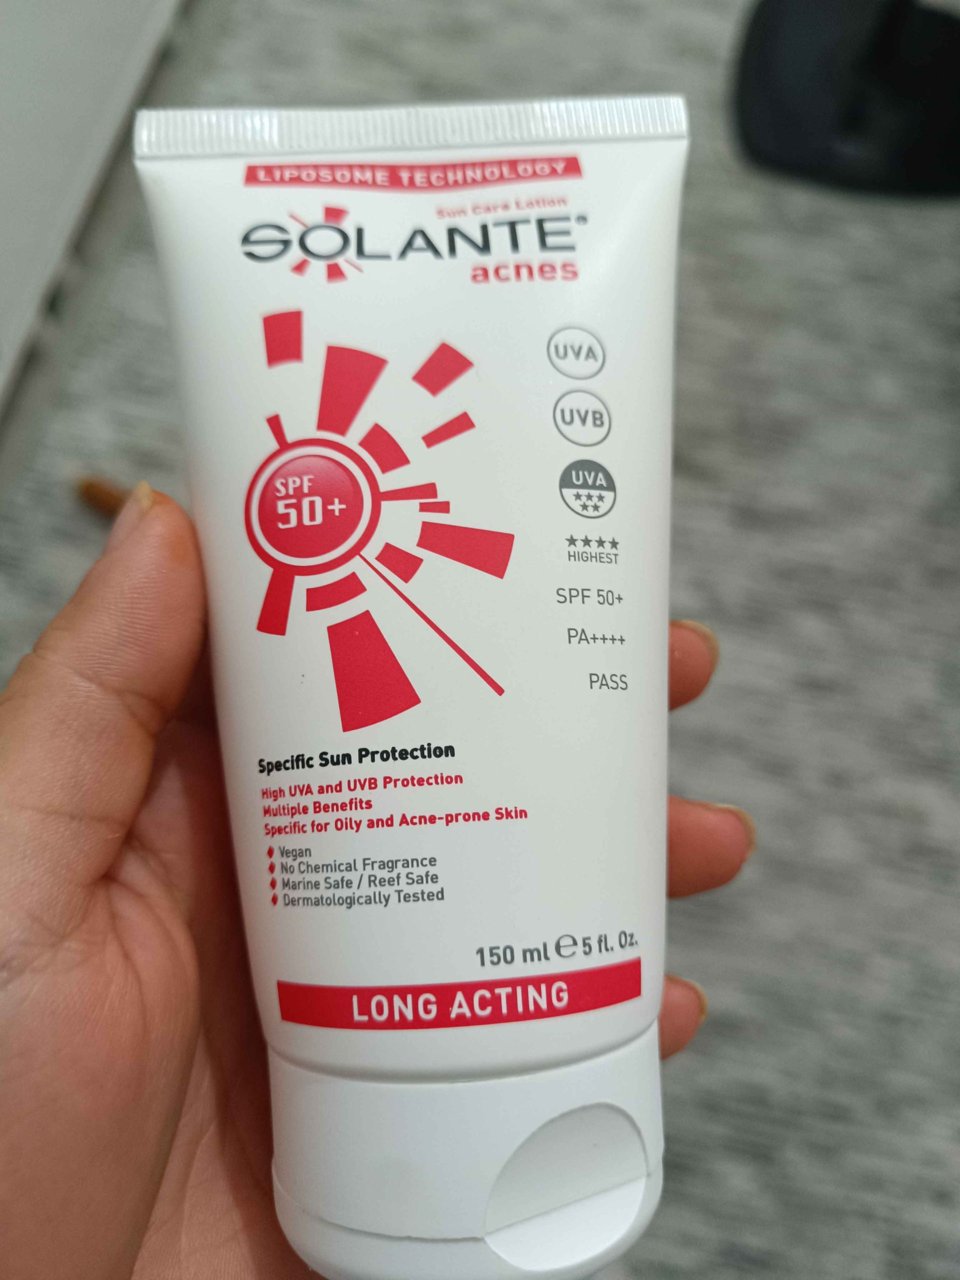 LIPOSOME TECHNOLOGY
Sun Care Lotion
SOLANTE®
acnes
UVA
UVB
SPF
50+
UVA
★★★
★★
★★★★
HIGHEST
SPF 50+
PA++++
PASS
Specific Sun Protection
High UVA and UVB Protection
Multiple Benefits
Specific for Oily and Acne-prone Skin
Vegan
No Chemical Fragrance
Marine Safe / Reef Safe
Dermatologically Tested
150 ml ℮ 5 fl. Oz.
LONG ACTING